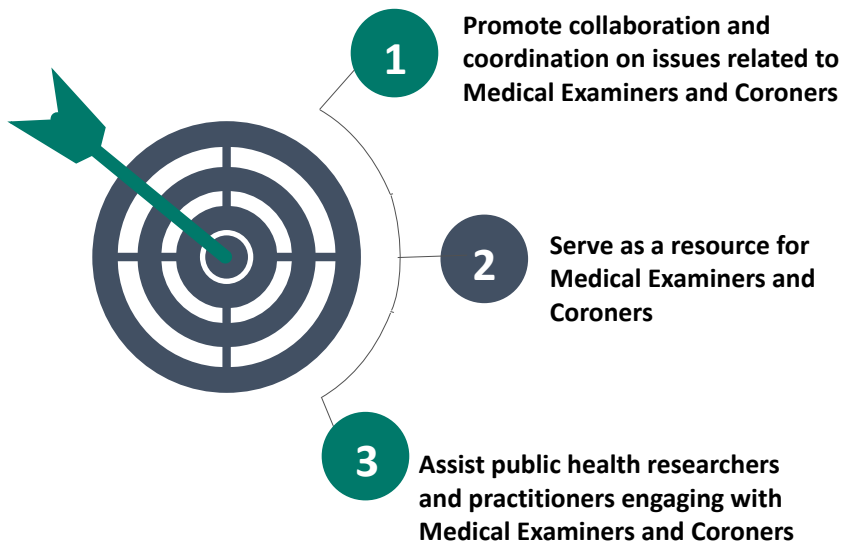 1
Promote collaboration and
coordination on issues related to
Medical Examiners and Coroners
2
Serve as a resource for
Medical Examiners and
Coroners
3
Assist public health researchers
and practitioners engaging with
Medical Examiners and Coroners